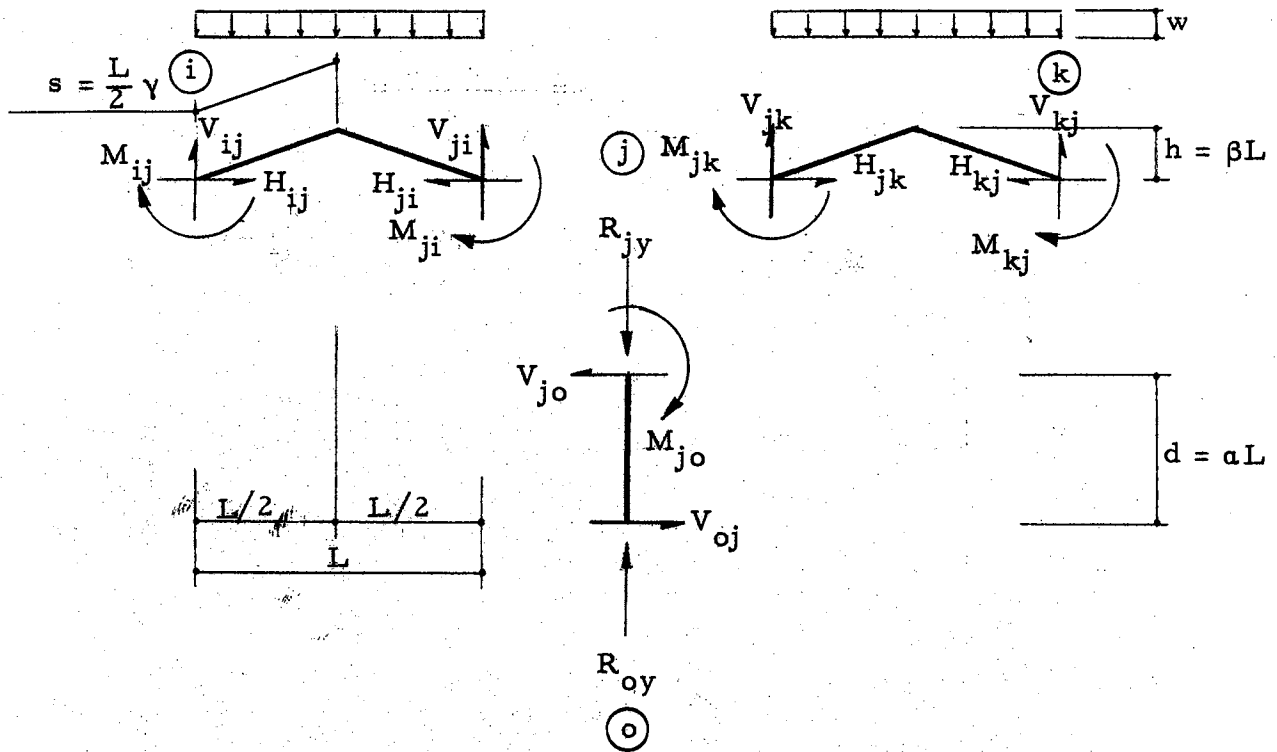 w
s = L/2 γ
i
k
V_ij
V_ji
V_jk
V_kj
M_ij
H_ij
H_ji
M_ji
j
M_jk
H_jk
H_kj
M_kj
h = βL
R_jy
V_jo
M_jo
d = αL
L/2
L/2
V_oj
L
R_oy
o